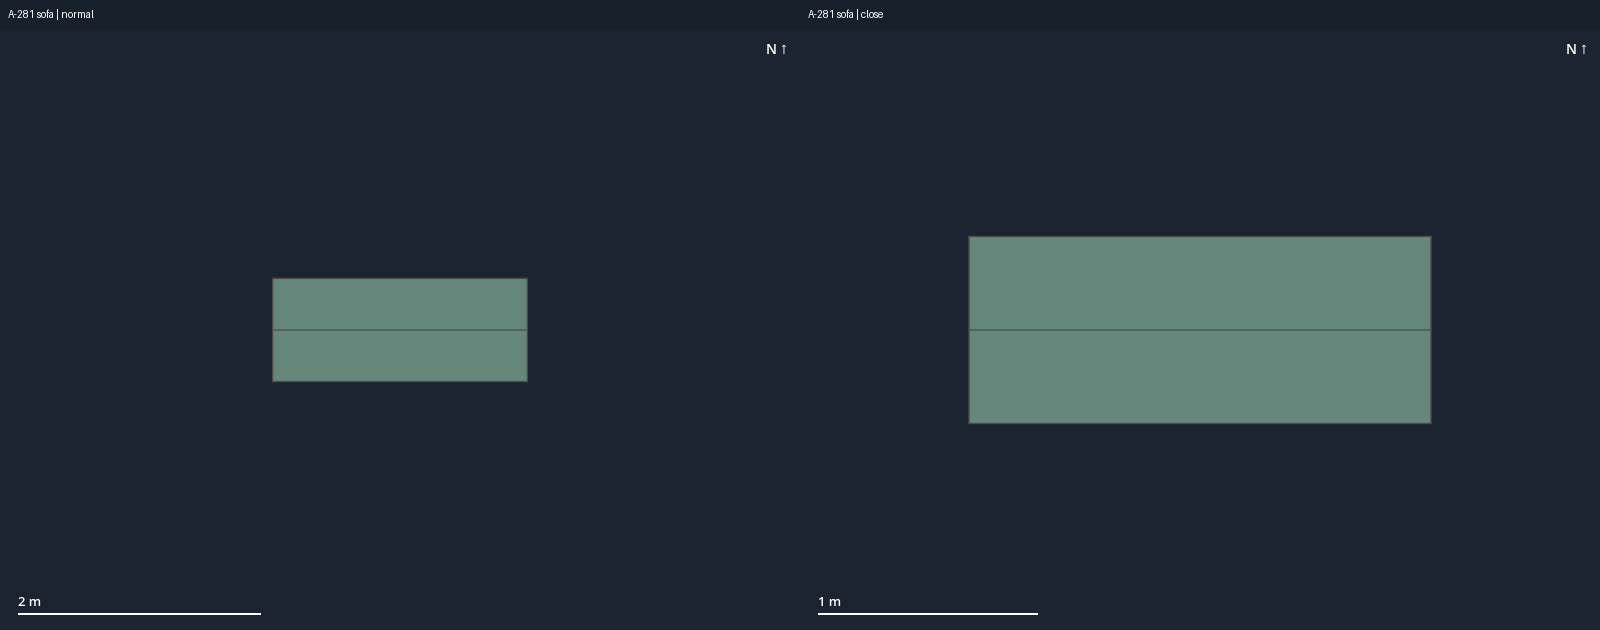 A-281 sofa | normal
A-281 sofa | close
N ↑
N ↑
2 m
1 m